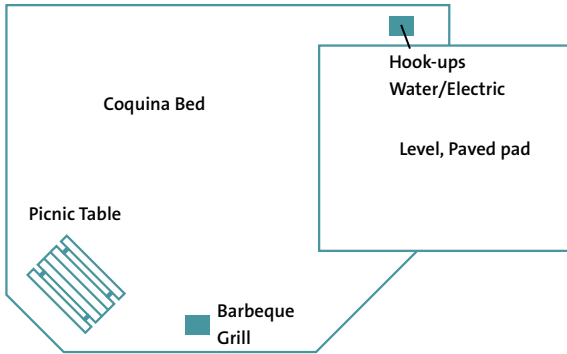 Hook-ups
Water/Electric
Coquina Bed
Level, Paved pad
Picnic Table
Barbeque
Grill